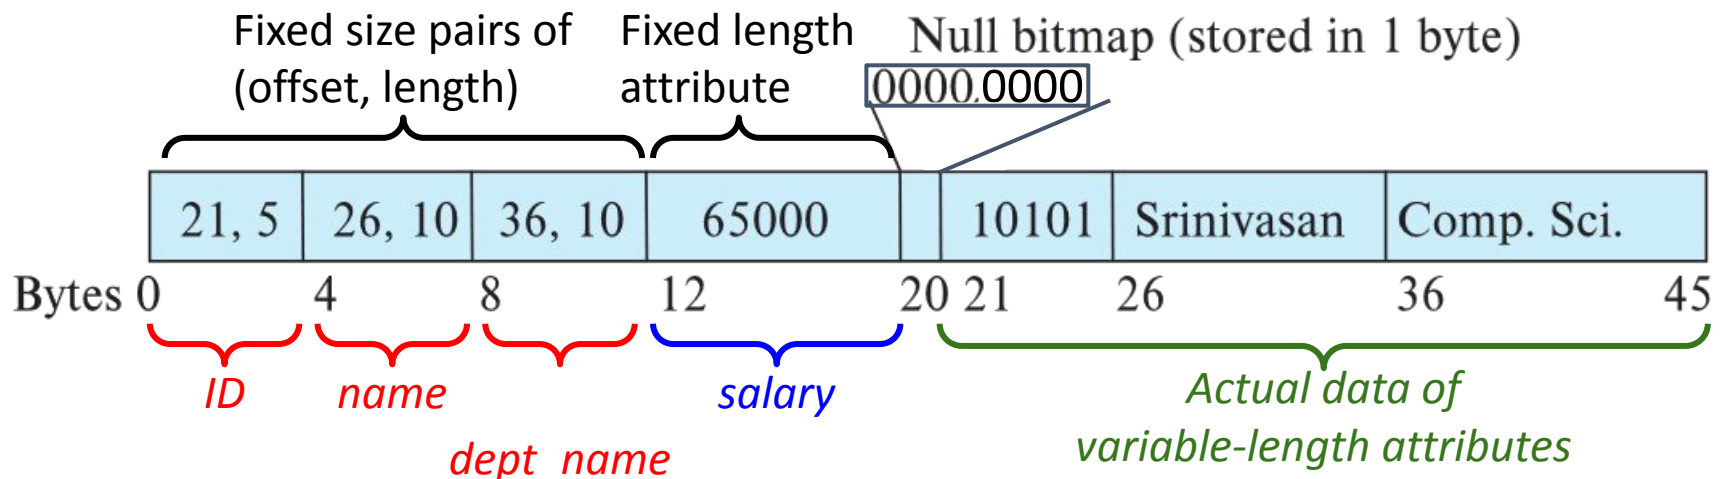 Fixed size pairs of Fixed length Null bitmap (stored in 1 byte)
(offset, length) attribute 0000.0000
21, 5 26, 10 36, 10 65000 10101 Srinivasan Comp. Sci.
Bytes 0 4 8 12 20 21 26 36 45
ID name salary Actual data of
dept_name variable-length attributes